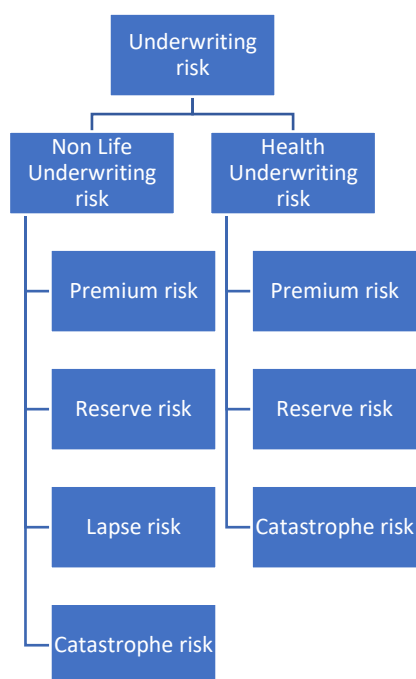 Underwriting
risk
Non Life
Underwriting
risk
Health
Underwriting
risk
Premium risk
Reserve risk
Lapse risk
Catastrophe risk
Premium risk
Reserve risk
Catastrophe risk